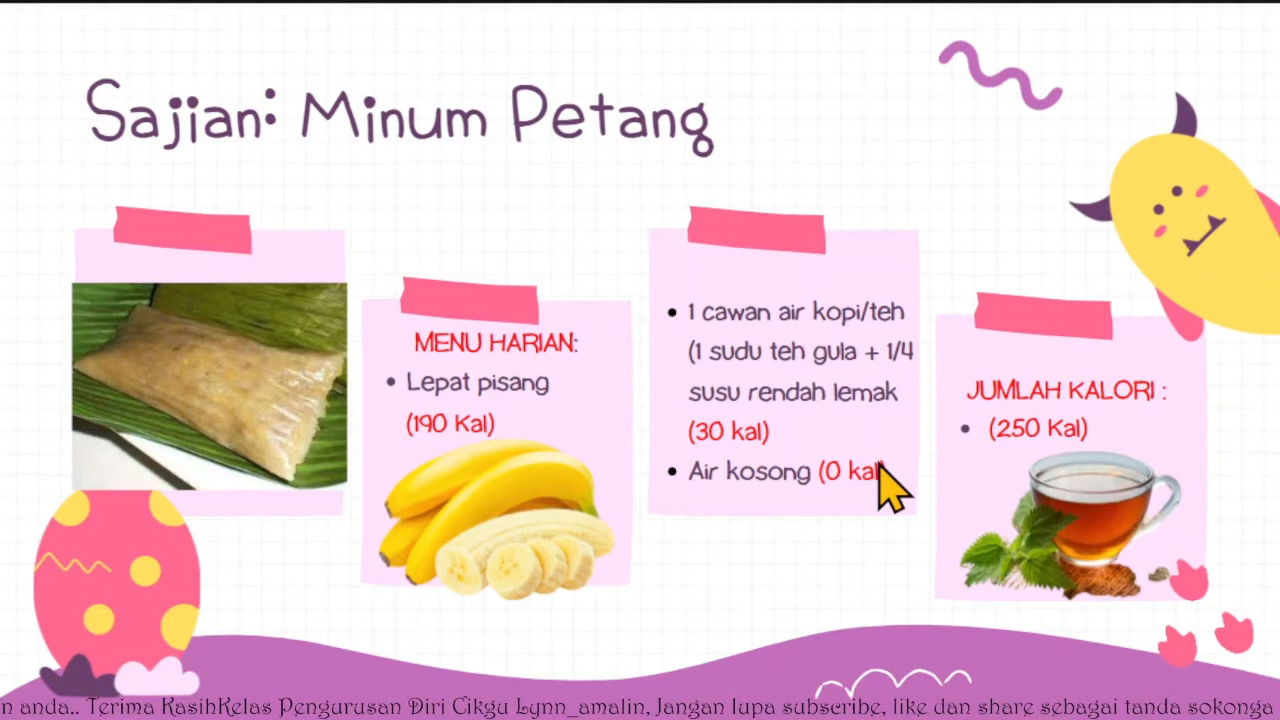 Sajian: Minum Petang
MENU HARIAN:
• Lepat pisang
(190 Kal)
• 1 cawan air kopi/teh
(1 sudu teh gula + 1/4
susu rendah lemak
(30 kal)
• Air kosong (0 kal)
JUMLAH KALORI :
• (250 Kal)
n anda.. Terima KasihKelas Pengurusan Diri Cikgu Lynn_amalin, Jangan lupa subscribe, like dan share sebagai tanda sokonga